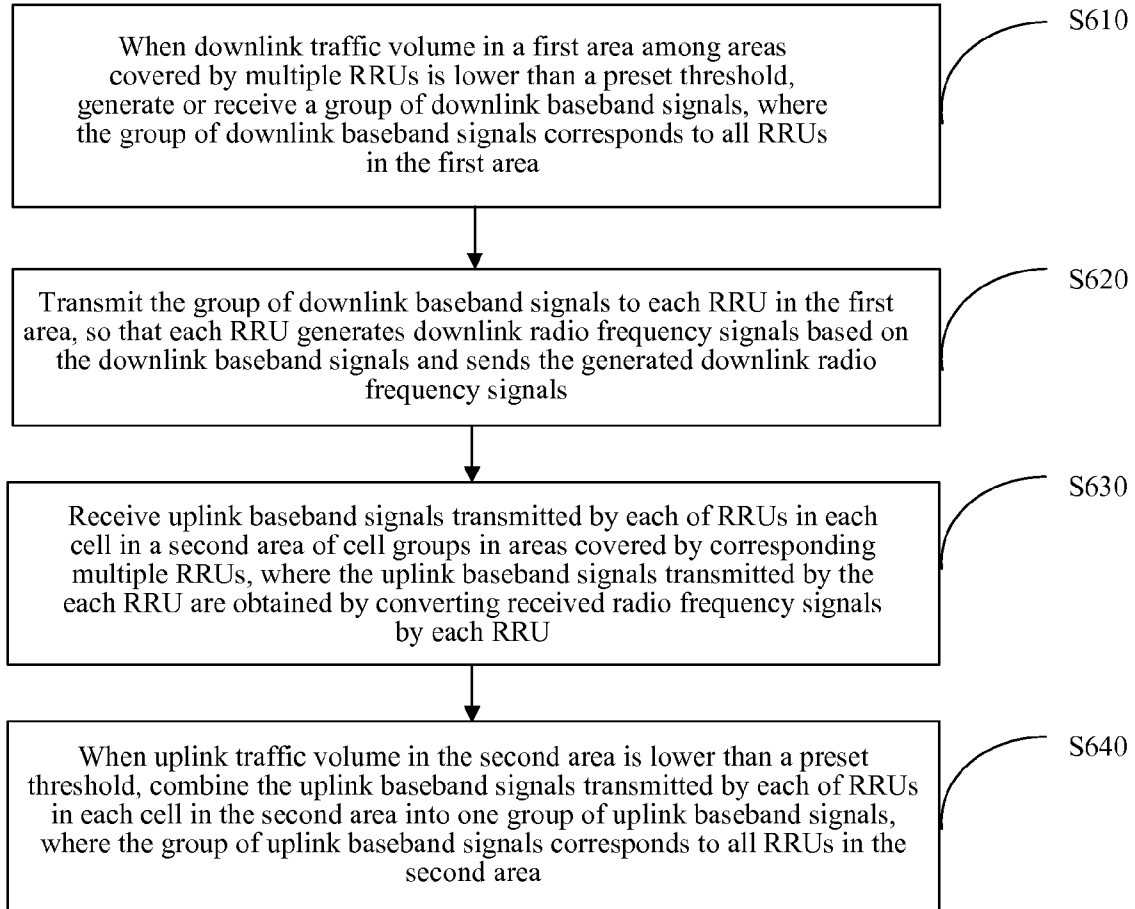 S610
When downlink traffic volume in a first area among areas
covered by multiple RRUs is lower than a preset threshold,
generate or receive a group of downlink baseband signals, where
the group of downlink baseband signals corresponds to all RRUs
in the first area
S620
Transmit the group of downlink baseband signals to each RRU in the first
area, so that each RRU generates downlink radio frequency signals based on
the downlink baseband signals and sends the generated downlink radio
frequency signals
S630
Receive uplink baseband signals transmitted by each of RRUs in each
cell in a second area of cell groups in areas covered by corresponding
multiple RRUs, where the uplink baseband signals transmitted by the
each RRU are obtained by converting received radio frequency signals
by each RRU
S640
When uplink traffic volume in the second area is lower than a preset
threshold, combine the uplink baseband signals transmitted by each of RRUs
in each cell in the second area into one group of uplink baseband signals,
where the group of uplink baseband signals corresponds to all RRUs in the
second area